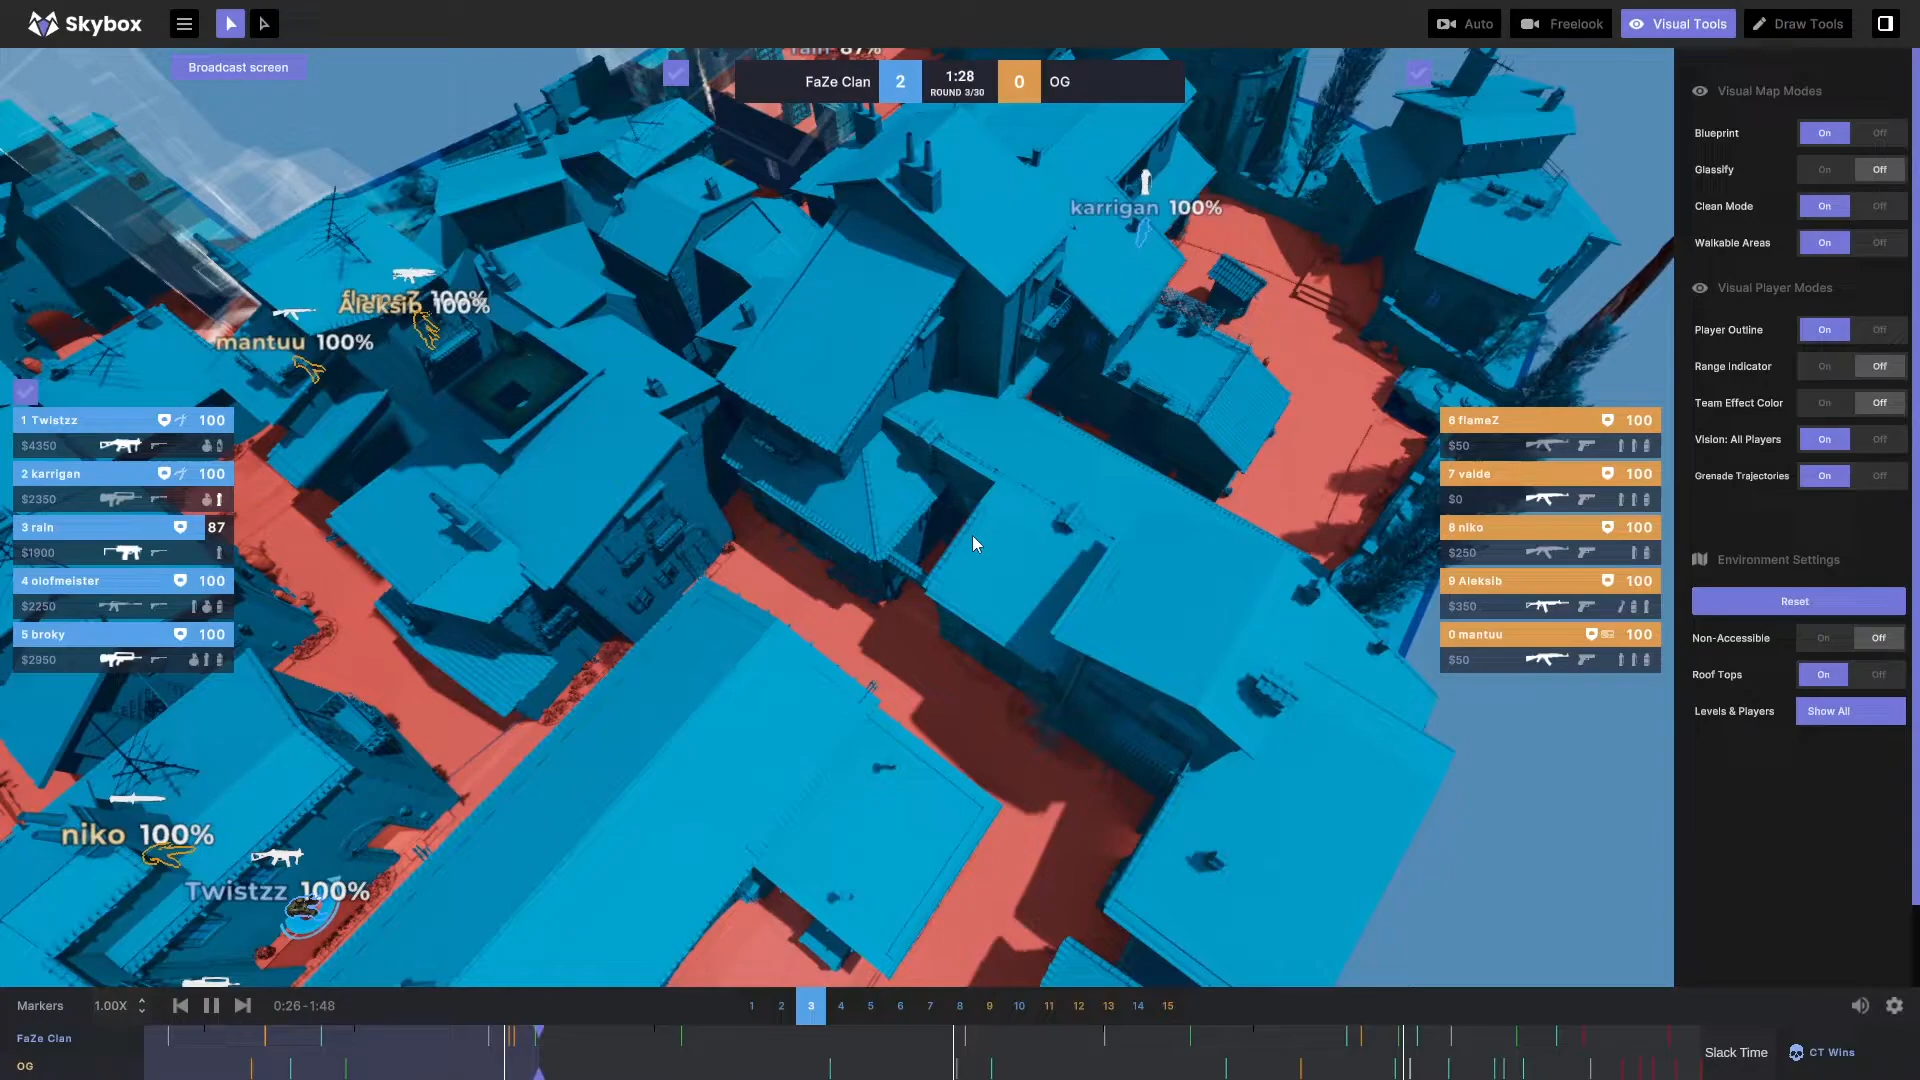 Skybox
Auto
Freelook
Visual Tools
Draw Tools
Broadcast screen
rain 87%
FaZe Clan
2
1:28
ROUND 3/30
0
OG
karrigan 100%
flameZ 100%
Aleksib 100%
mantuu 100%
niko 100%
Twistzz 100%
1 Twistzz 100
$4350
2 karrigan 100
$2350
3 rain 87
$1900
4 olofmeister 100
$2250
5 broky 100
$2950
6 flameZ 100
$50
7 valde 100
$0
8 niko 100
$250
9 Aleksib 100
$350
0 mantuu 100
$50
Visual Map Modes
Blueprint On Off
Glassify On Off
Clean Mode On Off
Walkable Areas On Off
Visual Player Modes
Player Outline On Off
Range Indicator On Off
Team Effect Color On Off
Vision: All Players On Off
Grenade Trajectories On Off
Environment Settings
Reset
Non-Accessible On Off
Roof Tops On Off
Levels & Players Show All
Markers 1.00X 0:26 - 1:48
1 2 3 4 5 6 7 8 9 10 11 12 13 14 15
FaZe Clan
OG
Slack Time
CT Wins